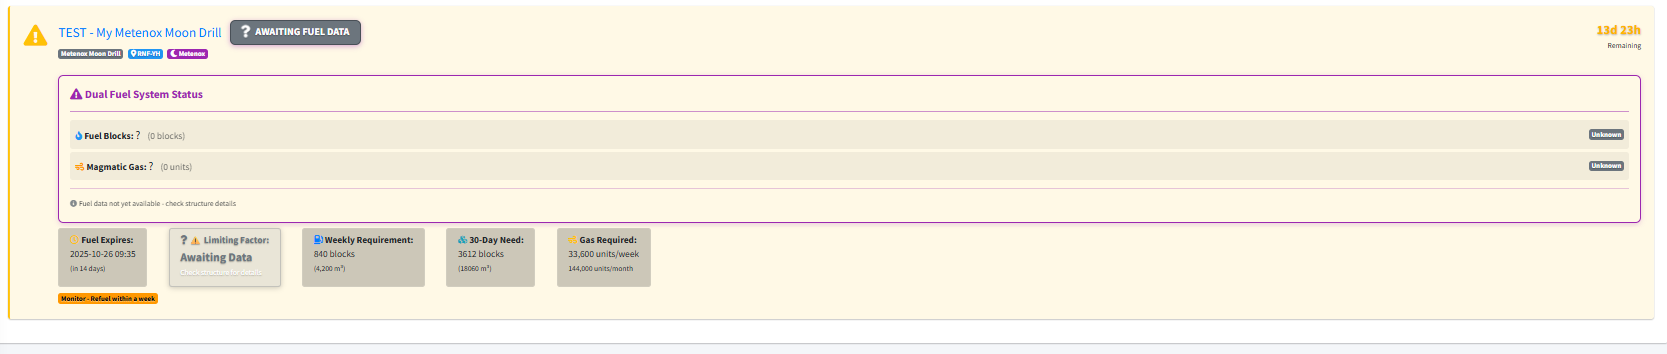 TEST - My Metenox Moon Drill ? AWAITING FUEL DATA
Metenox Moon Drill RNF-YH Metenox
13d 23h
Remaining
Dual Fuel System Status
Fuel Blocks: ? (0 blocks) Unknown
Magmatic Gas: ? (0 units) Unknown
Fuel data not yet available - check structure details
Fuel Expires:
2025-10-26 09:35
(in 14 days)
? Limiting Factor:
Awaiting Data
Check structure for details
Weekly Requirement:
840 blocks
(4,200 m³)
30-Day Need:
3612 blocks
(18060 m³)
Gas Required:
33,600 units/week
144,000 units/month
Monitor - Refuel within a week